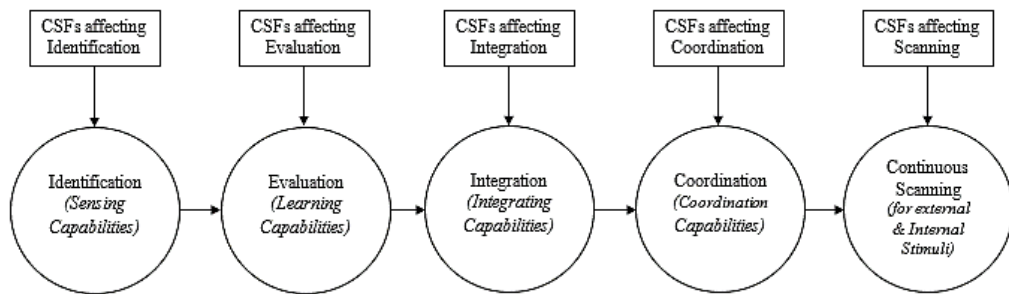 CSFs affecting
Identification
CSFs affecting
Evaluation
CSFs affecting
Integration
CSFs affecting
Coordination
CSFs affecting
Scanning
Identification
(Sensing
Capabilities)
Evaluation
(Learning
Capabilities)
Integration
(Integrating
Capabilities)
Coordination
(Coordination
Capabilities)
Continuous
Scanning
(for external
& Internal
Stimuli)